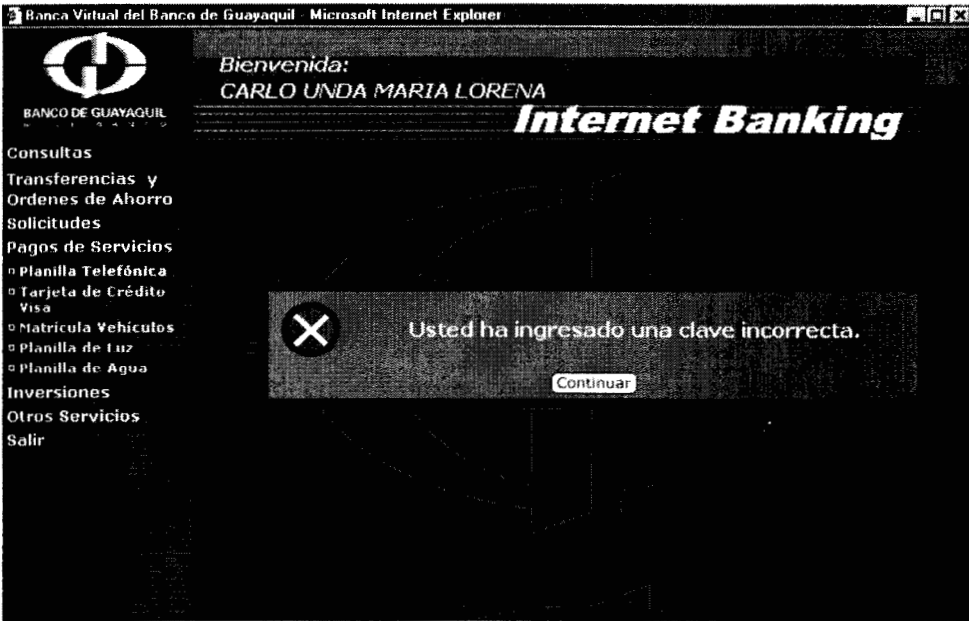 Banca Virtual del Banco de Guayaquil - Microsoft Internet Explorer
BANCO DE GUAYAQUIL
Bienvenida:
CARLO UNDA MARIA LORENA
Internet Banking
Consultas
Transferencias y
Ordenes de Ahorro
Solicitudes
Pagos de Servicios
Planilla Telefónica
Tarjeta de Crédito
Visa
Matrícula Vehículos
Planilla de Luz
Planilla de Agua
Inversiones
Otros Servicios
Salir
Usted ha ingresado una clave incorrecta.
Continuar